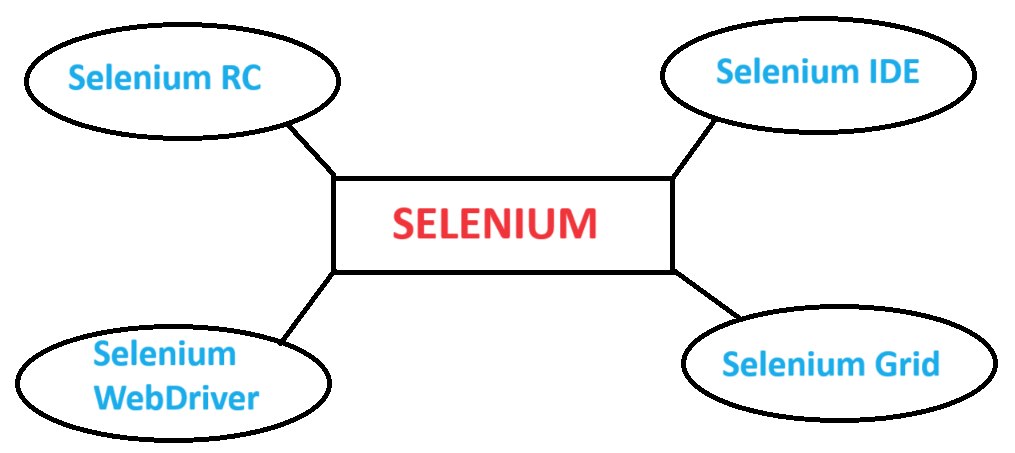 Selenium RC
Selenium IDE
SELENIUM
Selenium
WebDriver
Selenium Grid